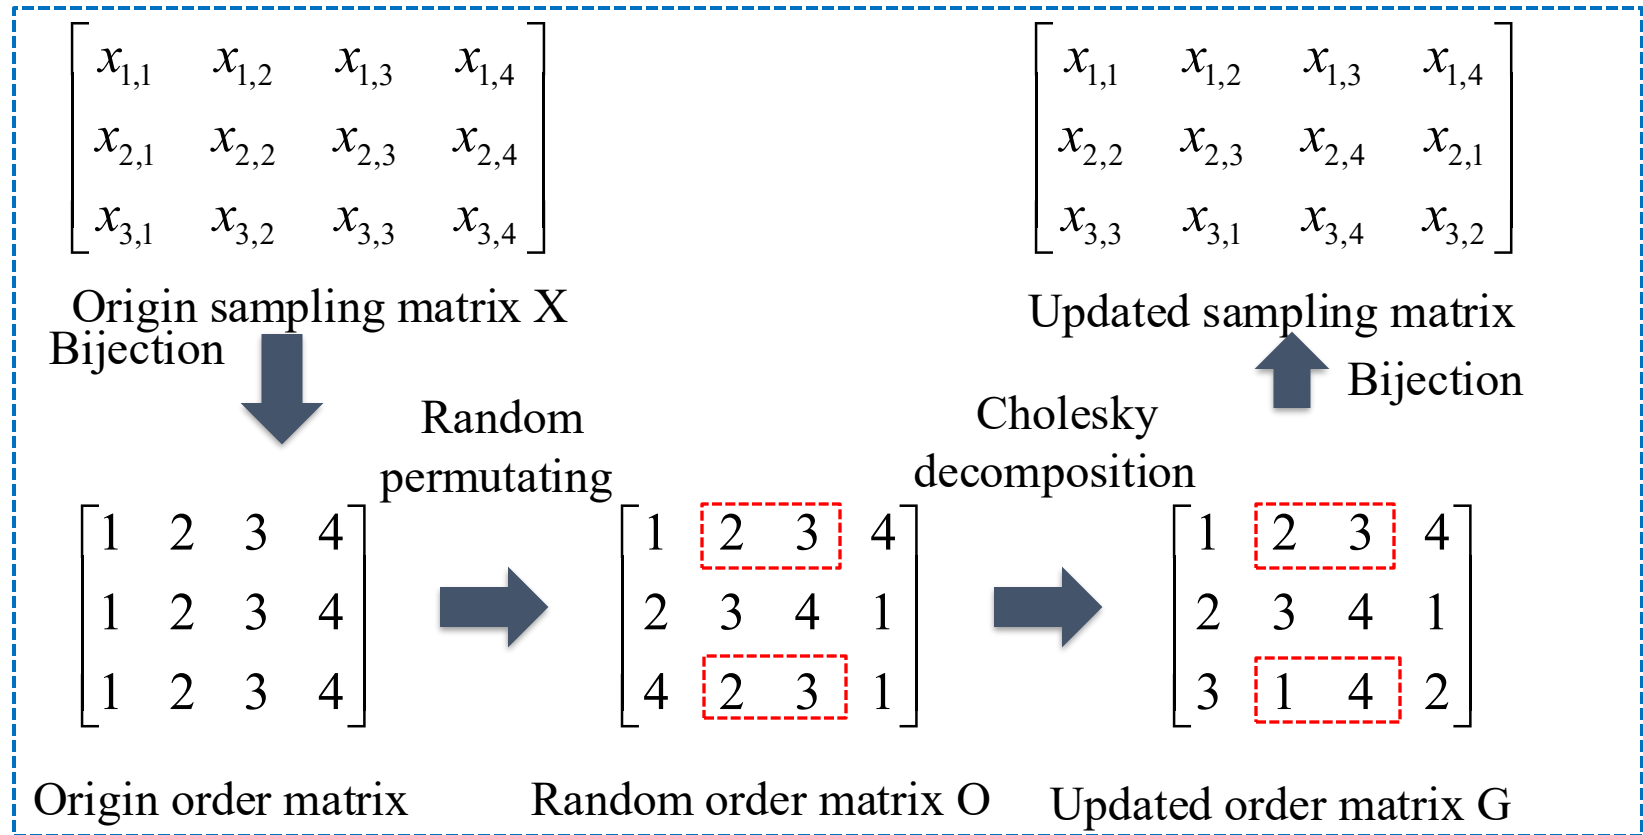 x1,1 x1,2 x1,3 x1,4
x2,1 x2,2 x2,3 x2,4
x3,1 x3,2 x3,3 x3,4
Origin sampling matrix X
x1,1 x1,2 x1,3 x1,4
x2,2 x2,3 x2,4 x2,1
x3,3 x3,1 x3,4 x3,2
Updated sampling matrix
Bijection
Bijection
Random
permutating
Cholesky
decomposition
1 2 3 4
1 2 3 4
1 2 3 4
Origin order matrix
1 2 3 4
2 3 4 1
4 2 3 1
Random order matrix O
1 2 3 4
2 3 4 1
3 1 4 2
Updated order matrix G